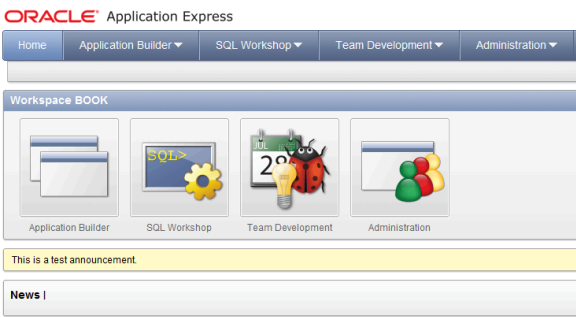 ORACLE Application Express
Home Application Builder SQL Workshop Team Development Administration
Workspace BOOK
SQL>
JUL
28
Application Builder SQL Workshop Team Development Administration
This is a test announcement.
News |